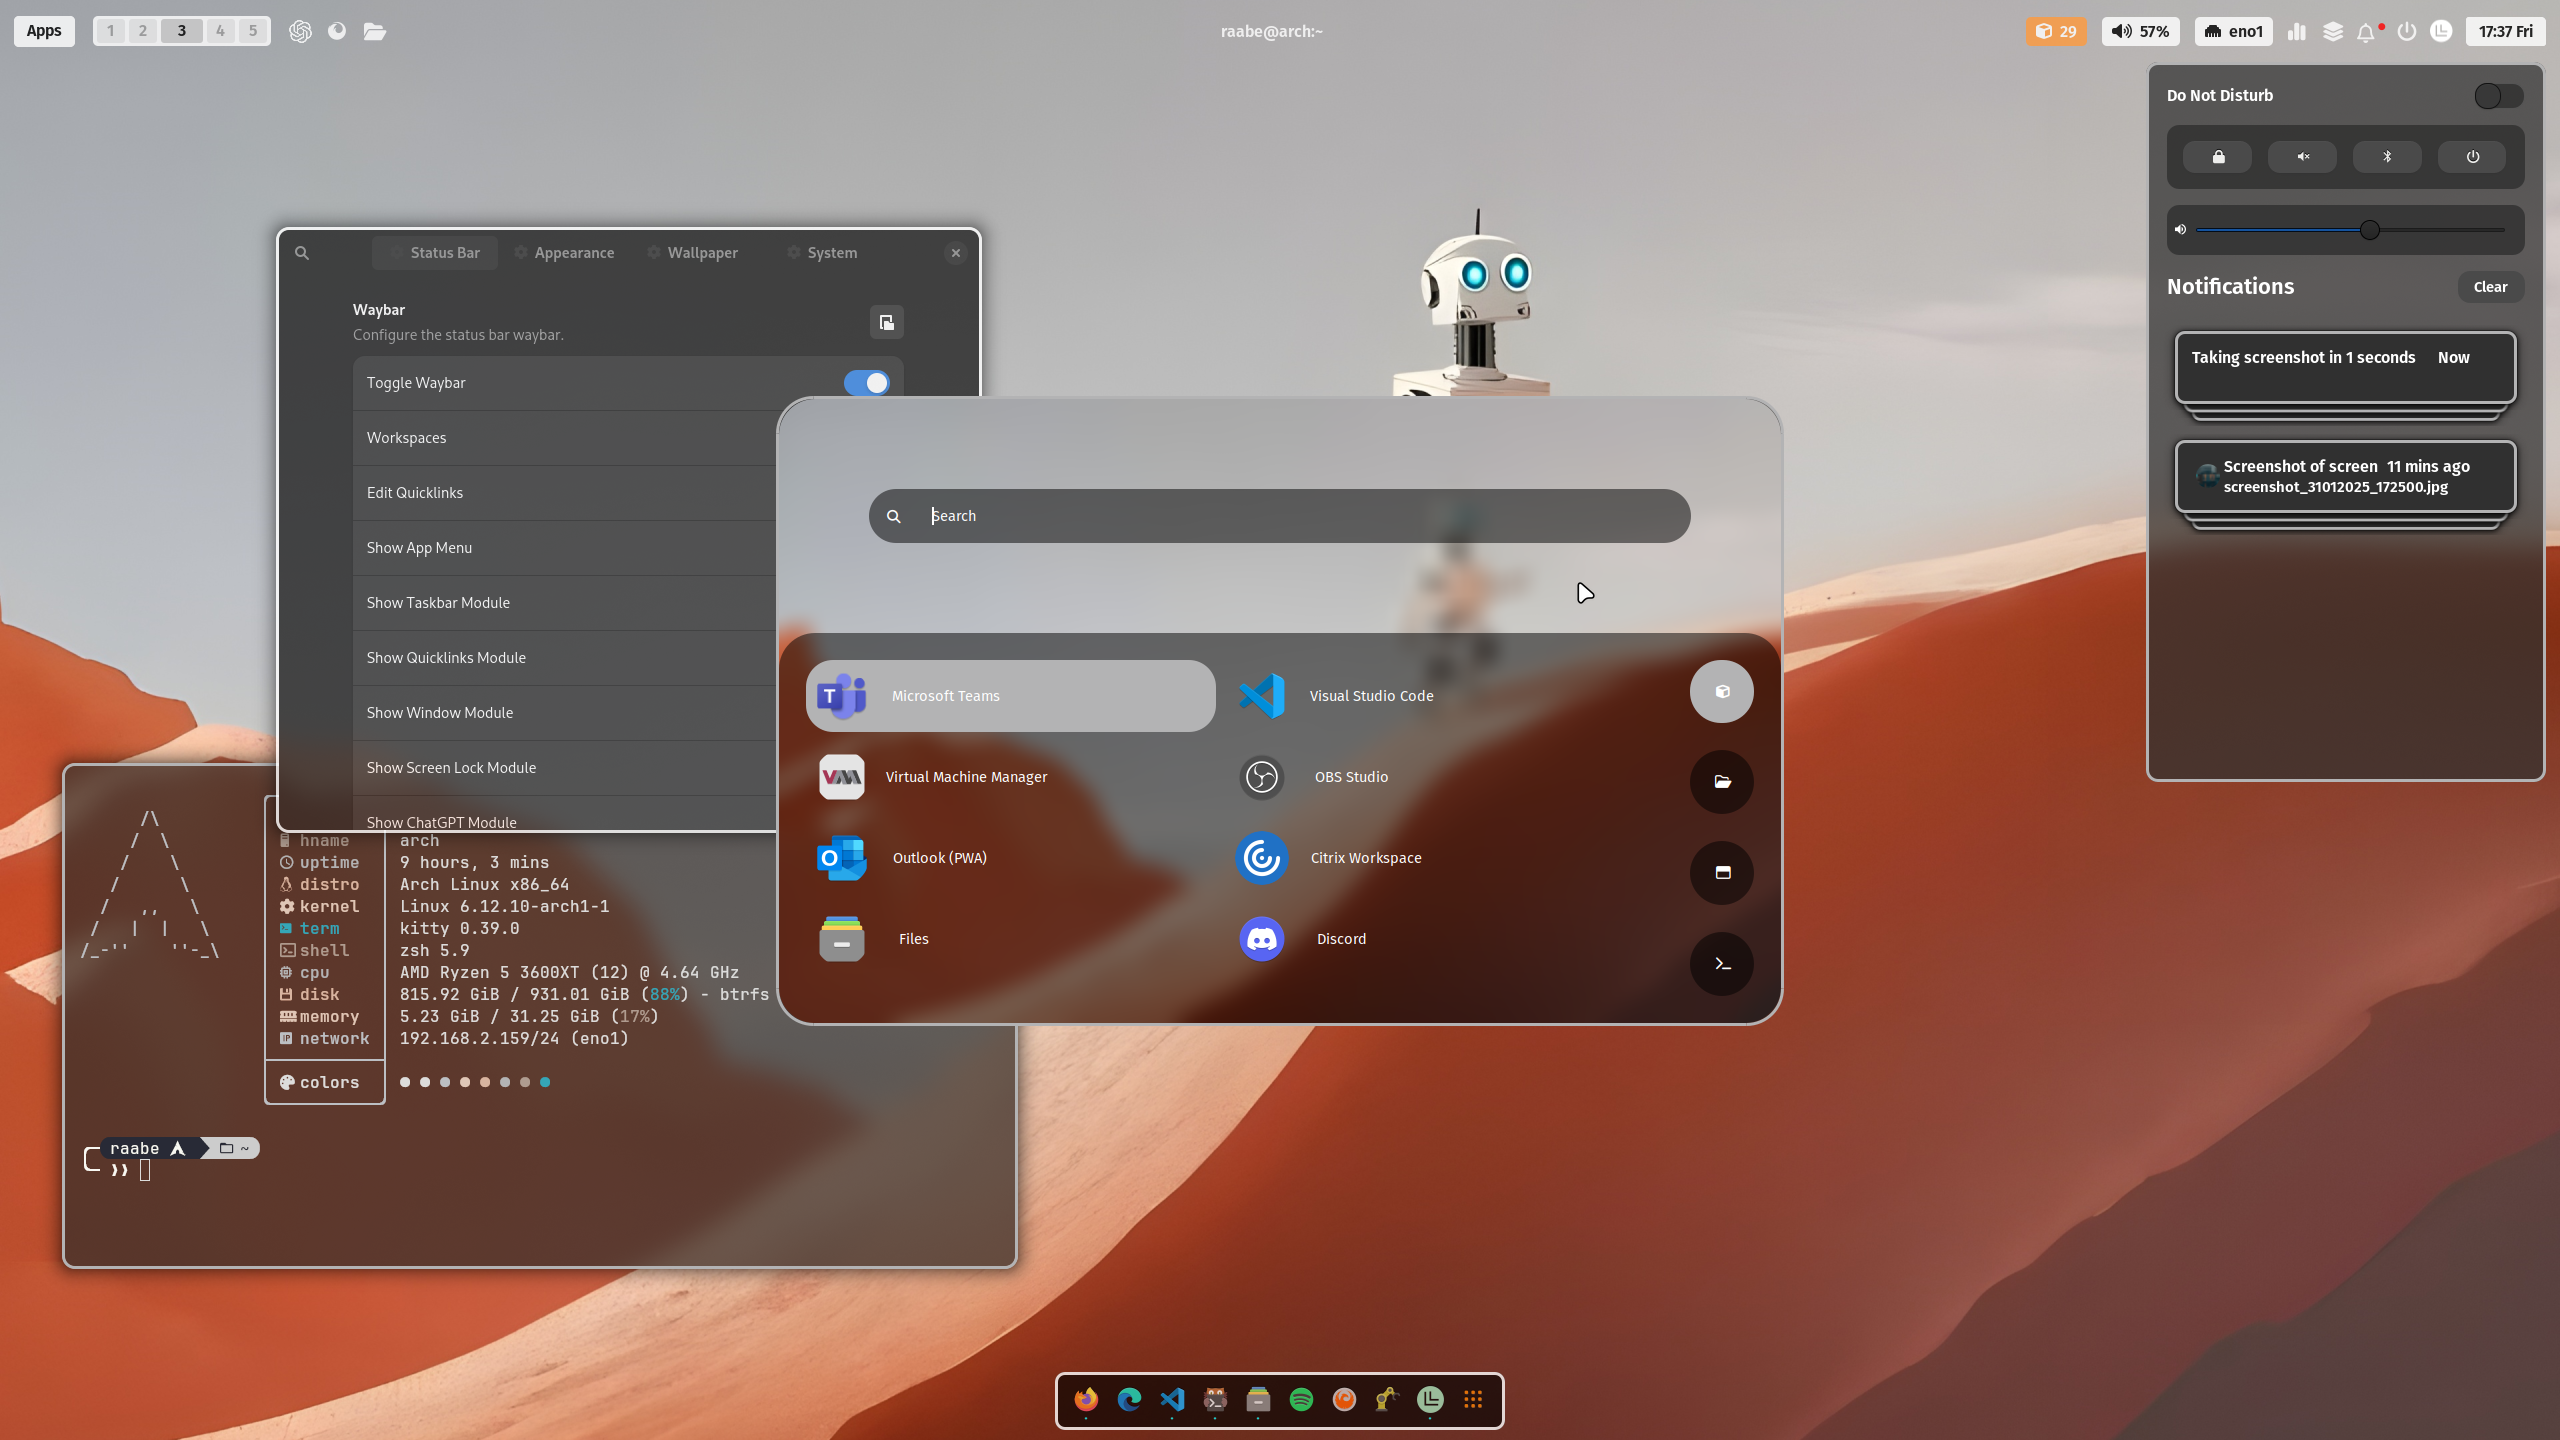 Apps
1 2 3 4 5
raabe@arch:~
29
57%
eno1
17:37 Fri
Do Not Disturb
Notifications
Clear
Taking screenshot in 1 seconds Now
Screenshot of screen 11 mins ago
screenshot_31012025_172500.jpg
Status Bar
Appearance
Wallpaper
System
Waybar
Configure the status bar waybar.
Toggle Waybar
Workspaces
Edit Quicklinks
Show App Menu
Show Taskbar Module
Show Quicklinks Module
Show Window Module
Show Screen Lock Module
Show ChatGPT Module
Search
Microsoft Teams
Visual Studio Code
Virtual Machine Manager
OBS Studio
Outlook (PWA)
Citrix Workspace
Files
Discord
hname arch
uptime 9 hours, 3 mins
distro Arch Linux x86_64
kernel Linux 6.12.10-arch1-1
term kitty 0.39.0
shell zsh 5.9
cpu AMD Ryzen 5 3600XT (12) @ 4.64 GHz
disk 815.92 GiB / 931.01 GiB (88%) - btrfs
memory 5.23 GiB / 31.25 GiB (17%)
network 192.168.2.159/24 (eno1)
colors
raabe ~